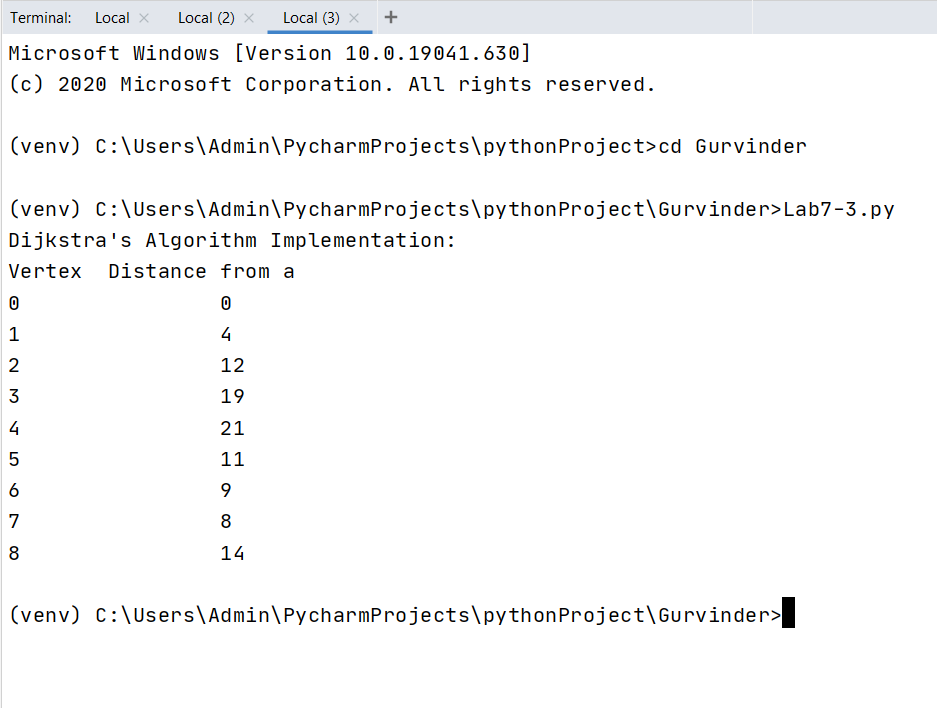 Terminal: Local × Local (2) × Local (3) × +
Microsoft Windows [Version 10.0.19041.630]
(c) 2020 Microsoft Corporation. All rights reserved.
(venv) C:\Users\Admin\PycharmProjects\pythonProject>cd Gurvinder
(venv) C:\Users\Admin\PycharmProjects\pythonProject\Gurvinder>Lab7-3.py
Dijkstra's Algorithm Implementation:
Vertex  Distance from a
0                0
1                4
2                12
3                19
4                21
5                11
6                9
7                8
8                14
(venv) C:\Users\Admin\PycharmProjects\pythonProject\Gurvinder>